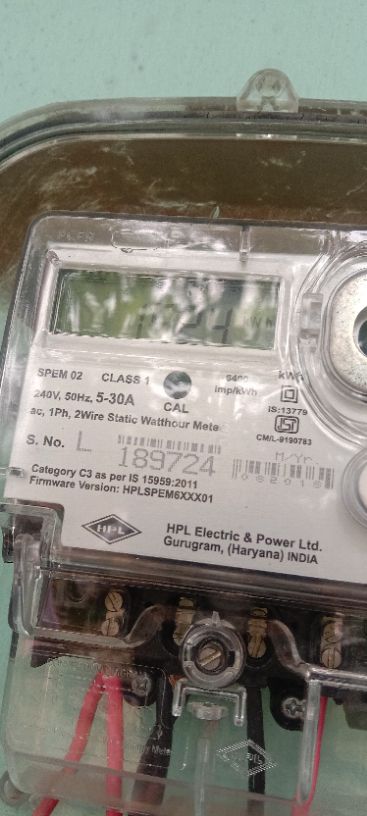 SPEM 02 CLASS 1 6400 imp/kWh kWh
240V, 50Hz, 5-30A CAL IS:13779
ac, 1Ph, 2Wire Static Watthour Mete CM/L-9190783
S. No. L 189724 M/Yr.
Category C3 as per IS 15959:2011
Firmware Version: HPLSPEM6XXX01
HPL
HPL Electric & Power Ltd.
Gurugram, (Haryana) INDIA